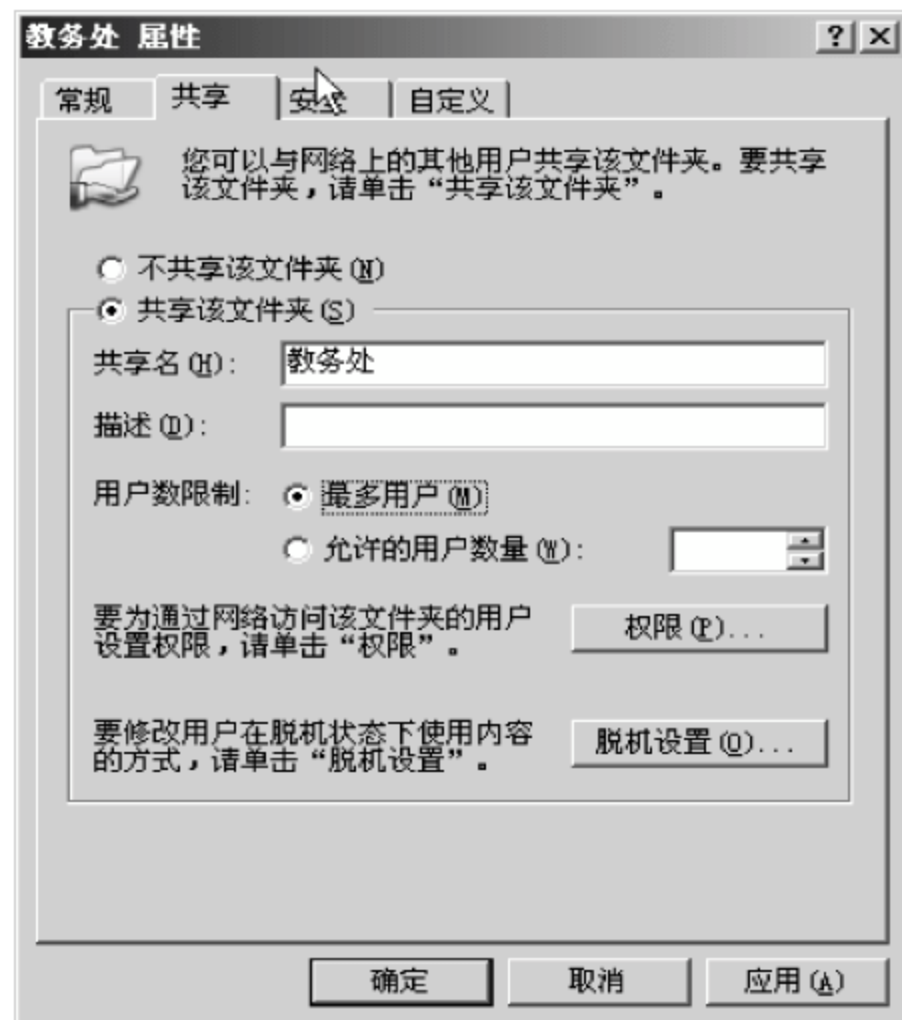 教务处 属性
常规 共享 安全 自定义
您可以与网络上的其他用户共享该文件夹。要共享
该文件夹,请单击“共享该文件夹”。
不共享该文件夹(N)
共享该文件夹(S)
共享名(H): 教务处
描述(D):
用户数限制: 最多用户(M)
允许的用户数量(W):
要为通过网络访问该文件夹的用户
设置权限,请单击“权限”。
权限(P)...
要修改用户在脱机状态下使用内容
的方式,请单击“脱机设置”。
脱机设置(O)...
确定 取消 应用(A)